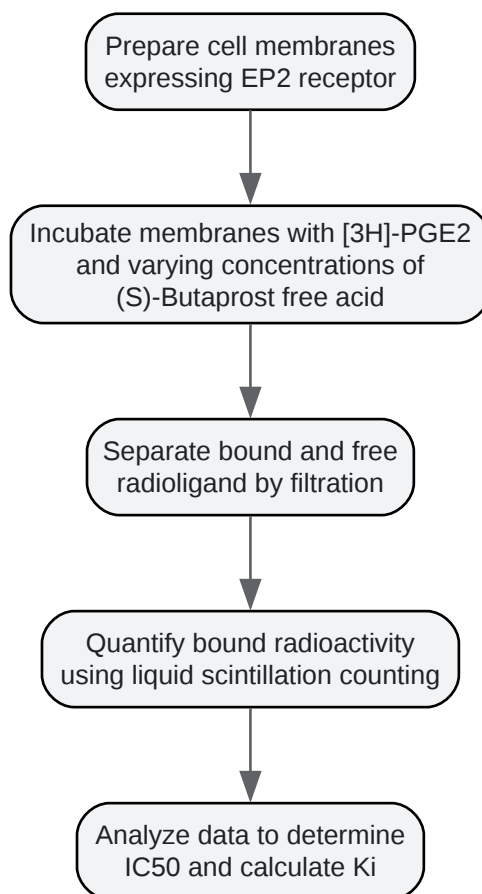 Prepare cell membranes
expressing EP2 receptor
Incubate membranes with [3H]-PGE2
and varying concentrations of
(S)-Butaprost free acid
Separate bound and free
radioligand by filtration
Quantify bound radioactivity
using liquid scintillation counting
Analyze data to determine
IC50 and calculate Ki